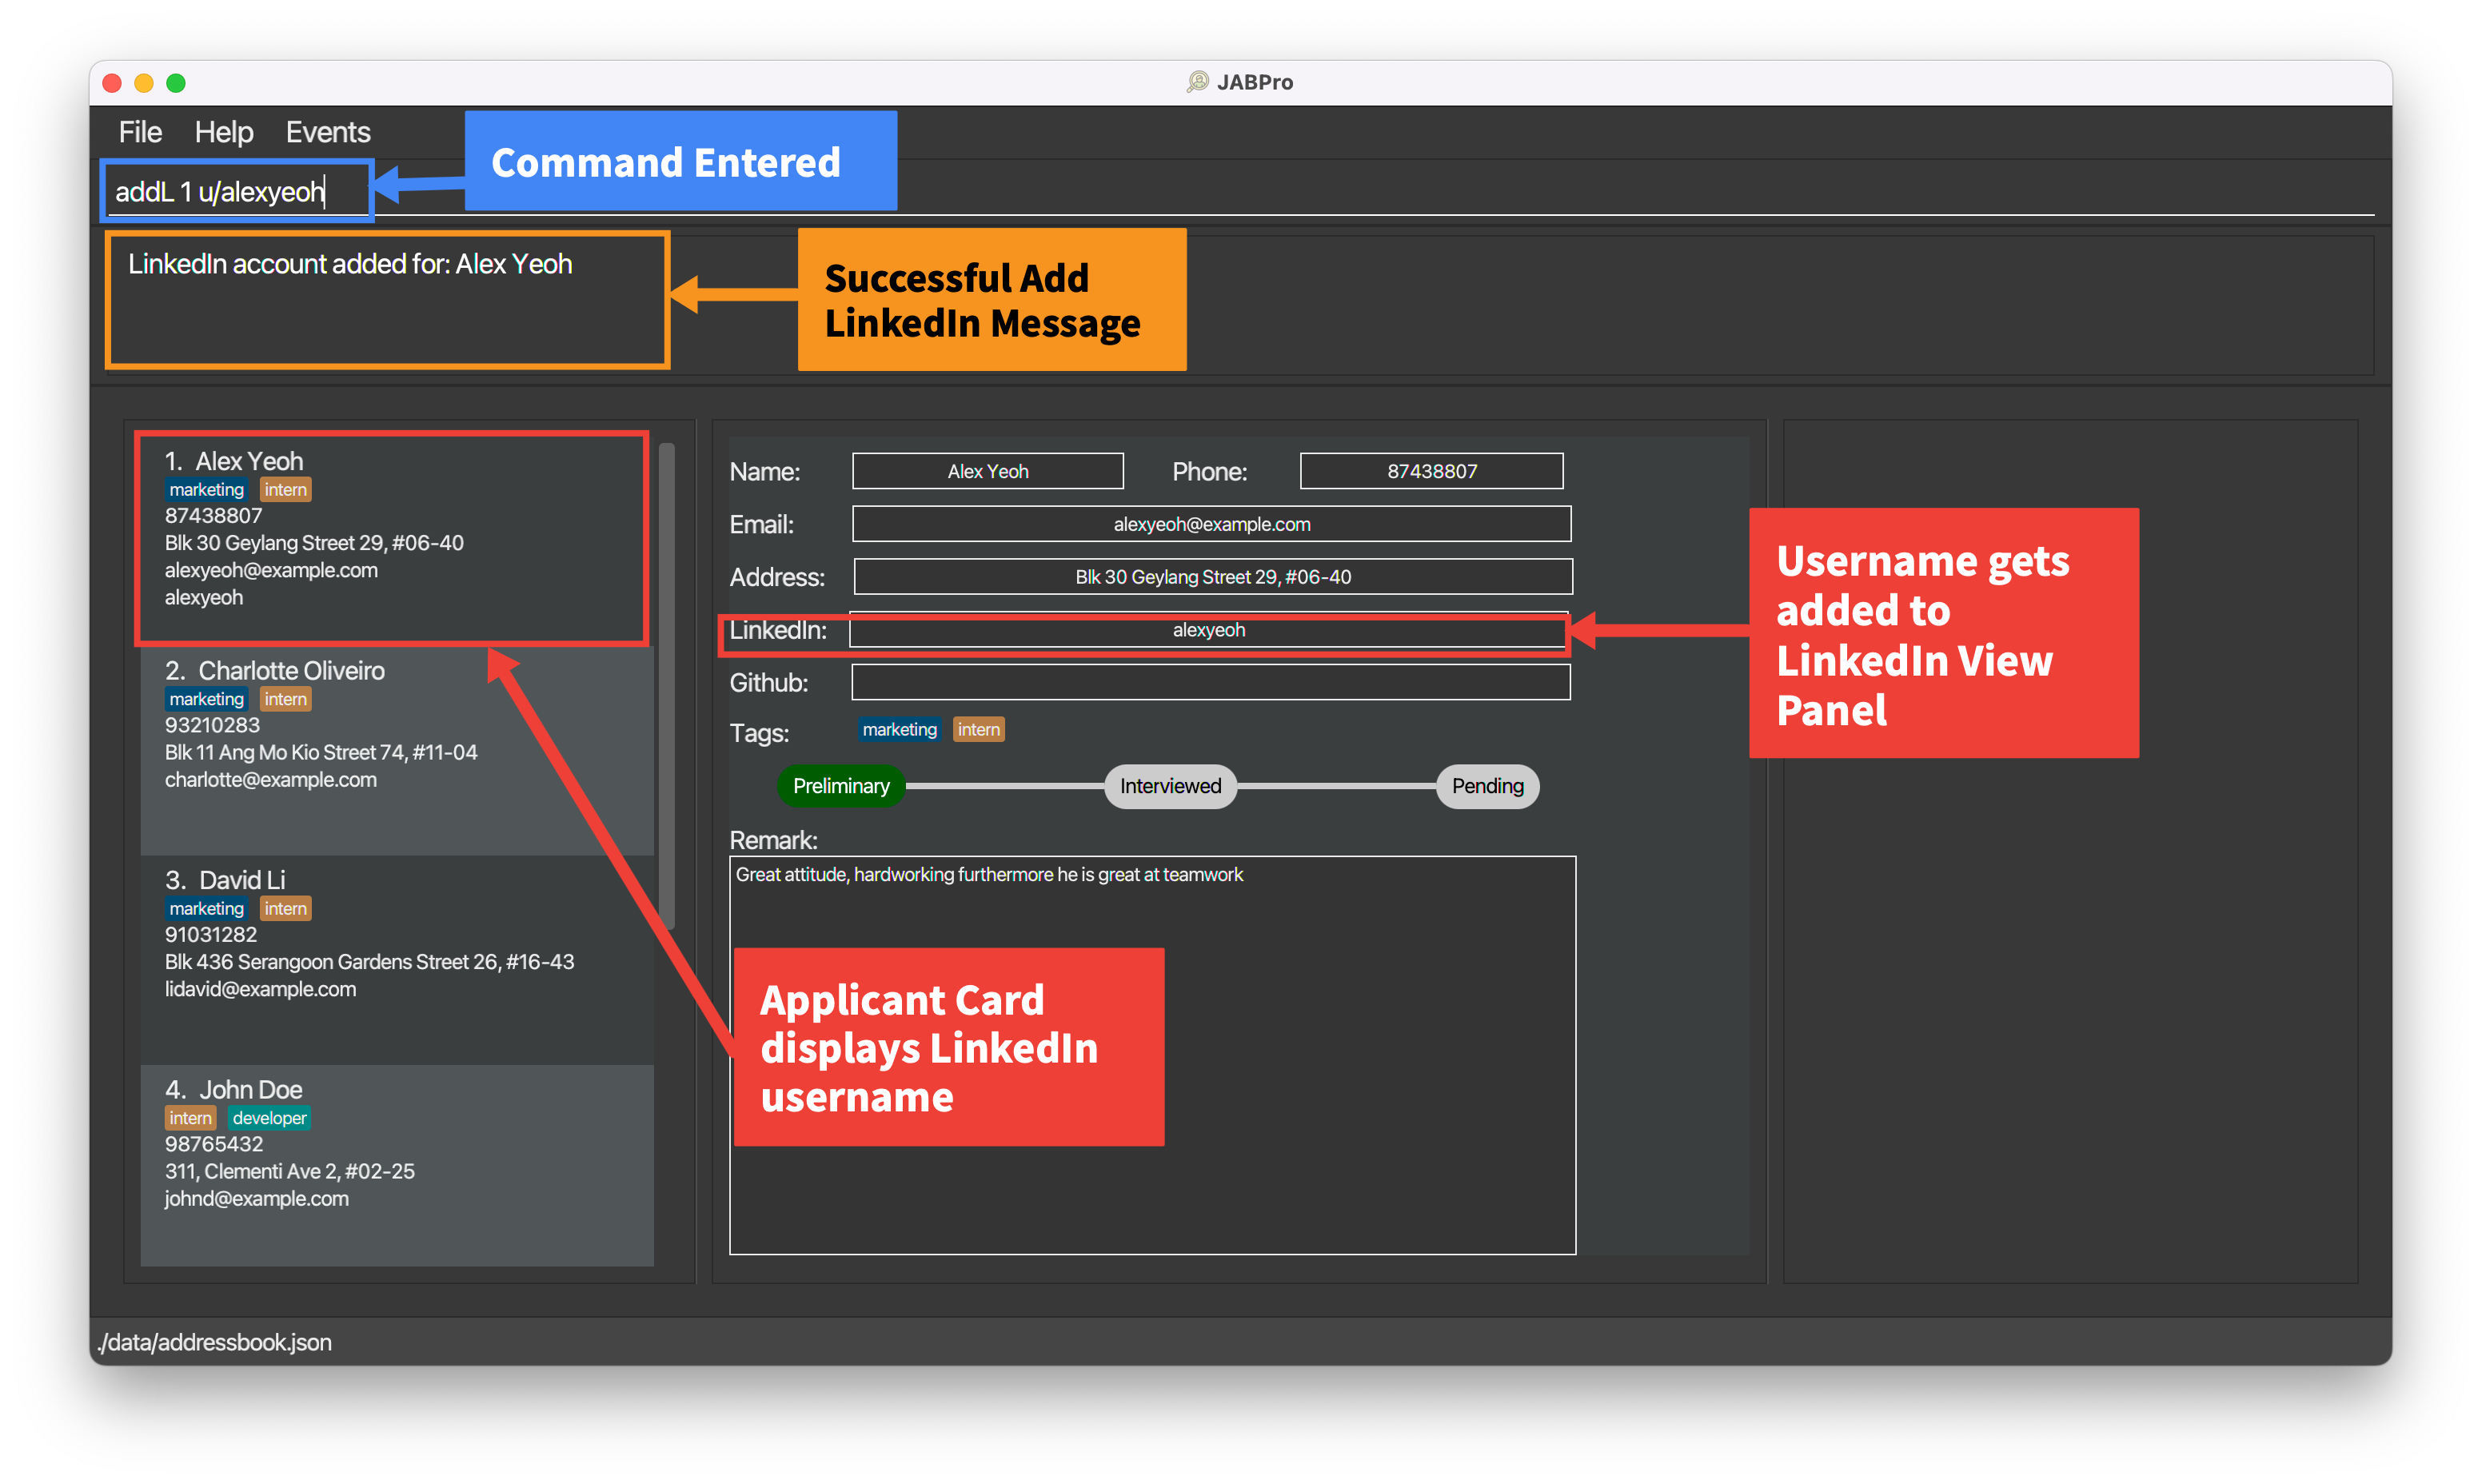 JABPro
File Help Events
Command Entered
addL 1 u/alexyeoh
LinkedIn account added for: Alex Yeoh
Successful Add
LinkedIn Message
1. Alex Yeoh
marketing intern
87438807
Blk 30 Geylang Street 29, #06-40
alexyeoh@example.com
alexyeoh
2. Charlotte Oliveiro
marketing intern
93210283
Blk 11 Ang Mo Kio Street 74, #11-04
charlotte@example.com
3. David Li
marketing intern
91031282
Blk 436 Serangoon Gardens Street 26, #16-43
lidavid@example.com
4. John Doe
intern developer
98765432
311, Clementi Ave 2, #02-25
johnd@example.com
Name: Alex Yeoh Phone: 87438807
Email: alexyeoh@example.com
Address: Blk 30 Geylang Street 29, #06-40
LinkedIn: alexyeoh
Github:
Tags: marketing intern
Preliminary Interviewed Pending
Remark:
Great attitude, hardworking furthermore he is great at teamwork
Applicant Card
displays LinkedIn
username
Username gets
added to
LinkedIn View
Panel
./data/addressbook.json